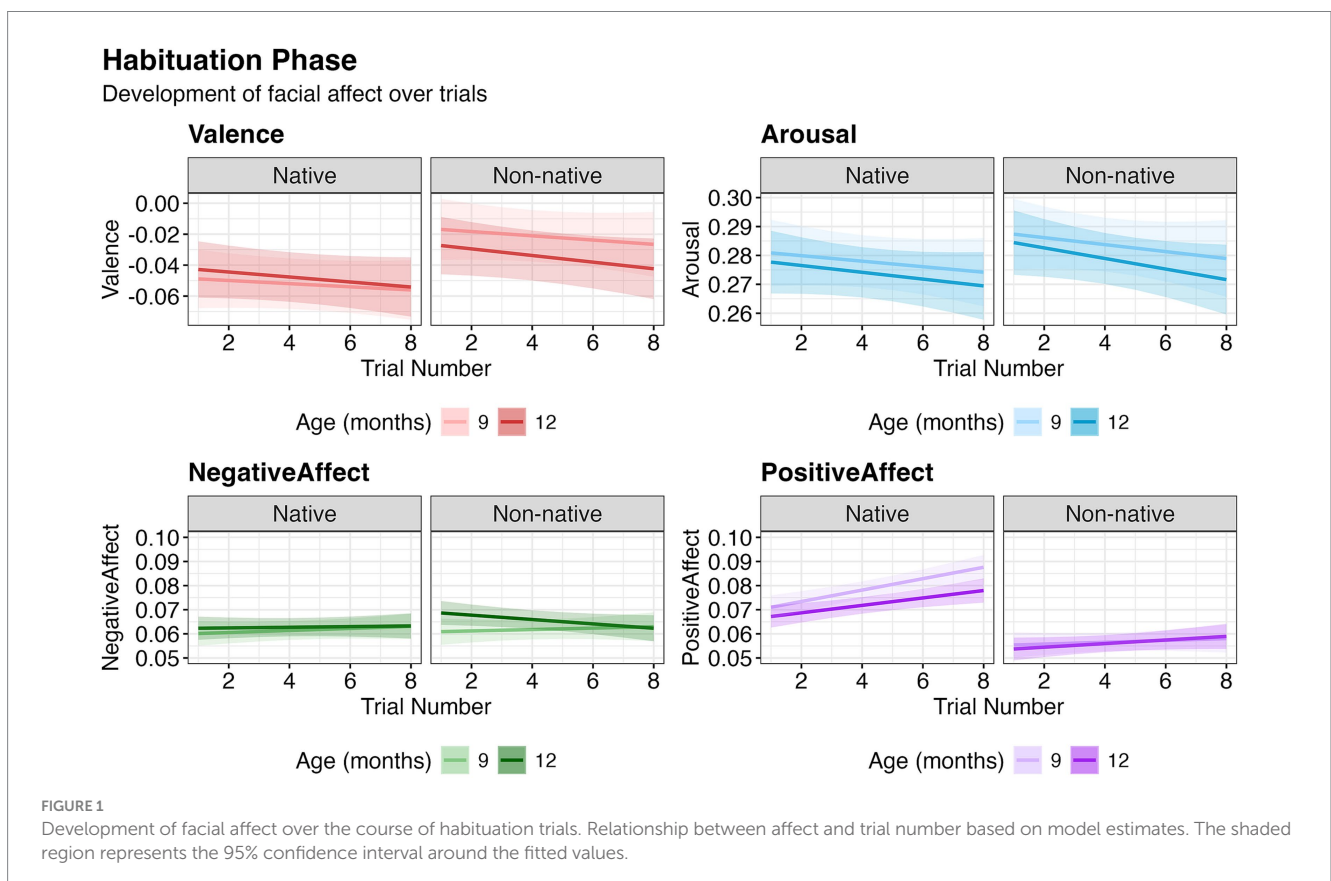 Habituation Phase
Development of facial affect over trials
Valence
Native
Non-native
Valence
0.00
-0.02
-0.04
-0.06
2
4
6
8
2
4
6
8
Trial Number
Age (months) 9 12
Arousal
Native
Non-native
Arousal
0.30
0.29
0.28
0.27
0.26
2
4
6
8
2
4
6
8
Trial Number
Age (months) 9 12
NegativeAffect
Native
Non-native
NegativeAffect
0.10
0.09
0.08
0.07
0.06
0.05
2
4
6
8
2
4
6
8
Trial Number
Age (months) 9 12
PositiveAffect
Native
Non-native
PositiveAffect
0.10
0.09
0.08
0.07
0.06
0.05
2
4
6
8
2
4
6
8
Trial Number
Age (months) 9 12
FIGURE 1
Development of facial affect over the course of habituation trials. Relationship between affect and trial number based on model estimates. The shaded
region represents the 95% confidence interval around the fitted values.